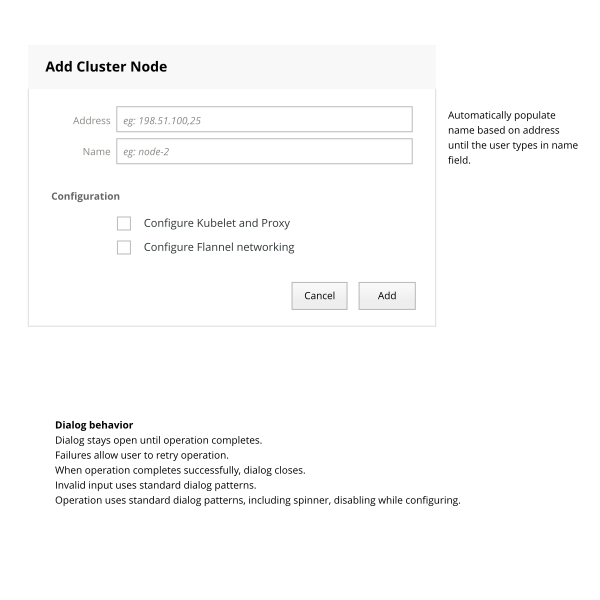 Add Cluster Node
Address
eg: 198.51.100,25
Automatically populate
name based on address
until the user types in name
field.
Name
eg: node-2
Configuration
Configure Kubelet and Proxy
Configure Flannel networking
Cancel
Add
Dialog behavior
Dialog stays open until operation completes.
Failures allow user to retry operation.
When operation completes successfully, dialog closes.
Invalid input uses standard dialog patterns.
Operation uses standard dialog patterns, including spinner, disabling while configuring.